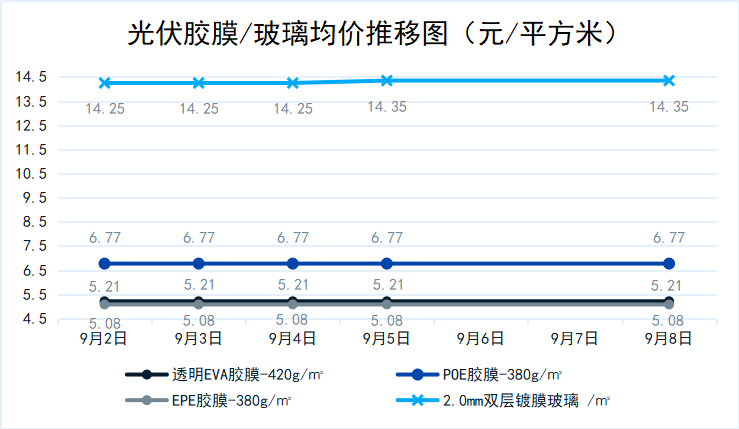 光伏胶膜/玻璃均价推移图（元/平方米）
14.5
13.5
12.5
11.5
10.5
9.5
8.5
7.5
6.5
5.5
4.5
14.25 14.25 14.25 14.35 14.35
6.77 6.77 6.77 6.77 6.77
5.21 5.21 5.21 5.21 5.21
5.08 5.08 5.08 5.08 5.08
9月2日 9月3日 9月4日 9月5日 9月6日 9月7日 9月8日
透明EVA胶膜-420g/㎡ POE胶膜-380g/㎡
EPE胶膜-380g/㎡ 2.0mm双层镀膜玻璃 /㎡